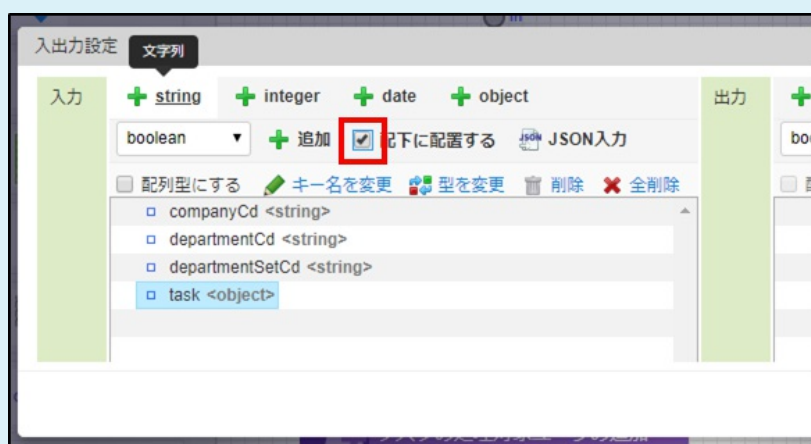 in
入出力設定
文字列
入力
string
integer
date
object
出力
boolean
追加
配下に配置する
JSON入力
配列型にする
キー名を変更
型を変更
削除
全削除
companyCd <string>
departmentCd <string>
departmentSetCd <string>
task <object>